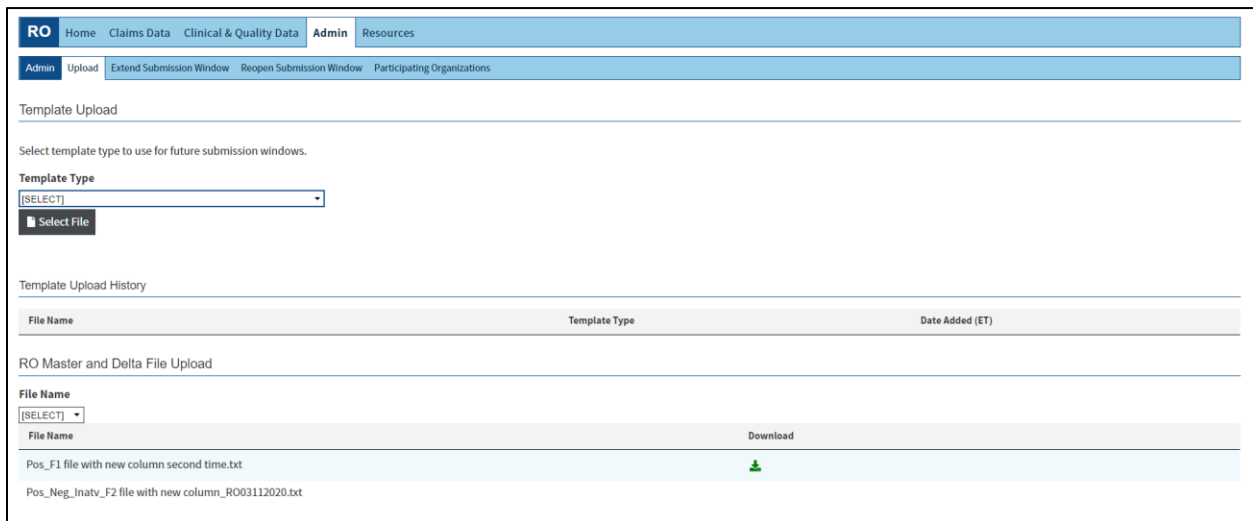 RO Home Claims Data Clinical & Quality Data Admin Resources
Admin Upload Extend Submission Window Reopen Submission Window Participating Organizations
Template Upload
Select template type to use for future submission windows.
Template Type
[SELECT]
Select File
Template Upload History
File Name Template Type Date Added (ET)
RO Master and Delta File Upload
File Name
[SELECT]
File Name Download
Pos_F1 file with new column second time.txt
Pos_Neg_Inatv_F2 file with new column_RO03112020.txt